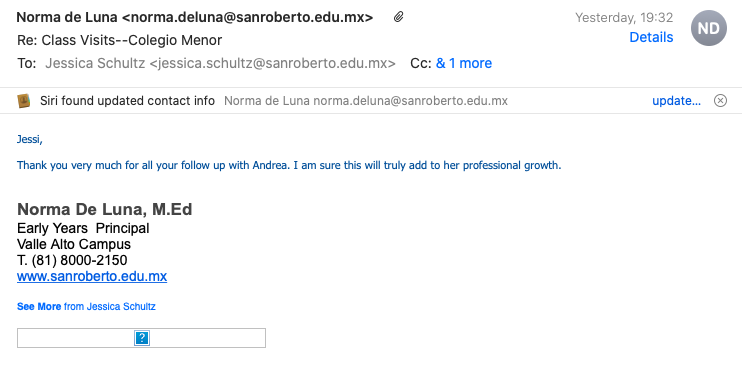 Norma de Luna <norma.deluna@sanroberto.edu.mx>
Yesterday, 19:32
ND
Re: Class Visits--Colegio Menor
Details
To: Jessica Schultz <jessica.schultz@sanroberto.edu.mx> Cc: & 1 more
Siri found updated contact info Norma de Luna norma.deluna@sanroberto.edu.mx update...
Jessi,
Thank you very much for all your follow up with Andrea. I am sure this will truly add to her professional growth.
Norma De Luna, M.Ed
Early Years  Principal
Valle Alto Campus
T. (81) 8000-2150
www.sanroberto.edu.mx
See More from Jessica Schultz
?